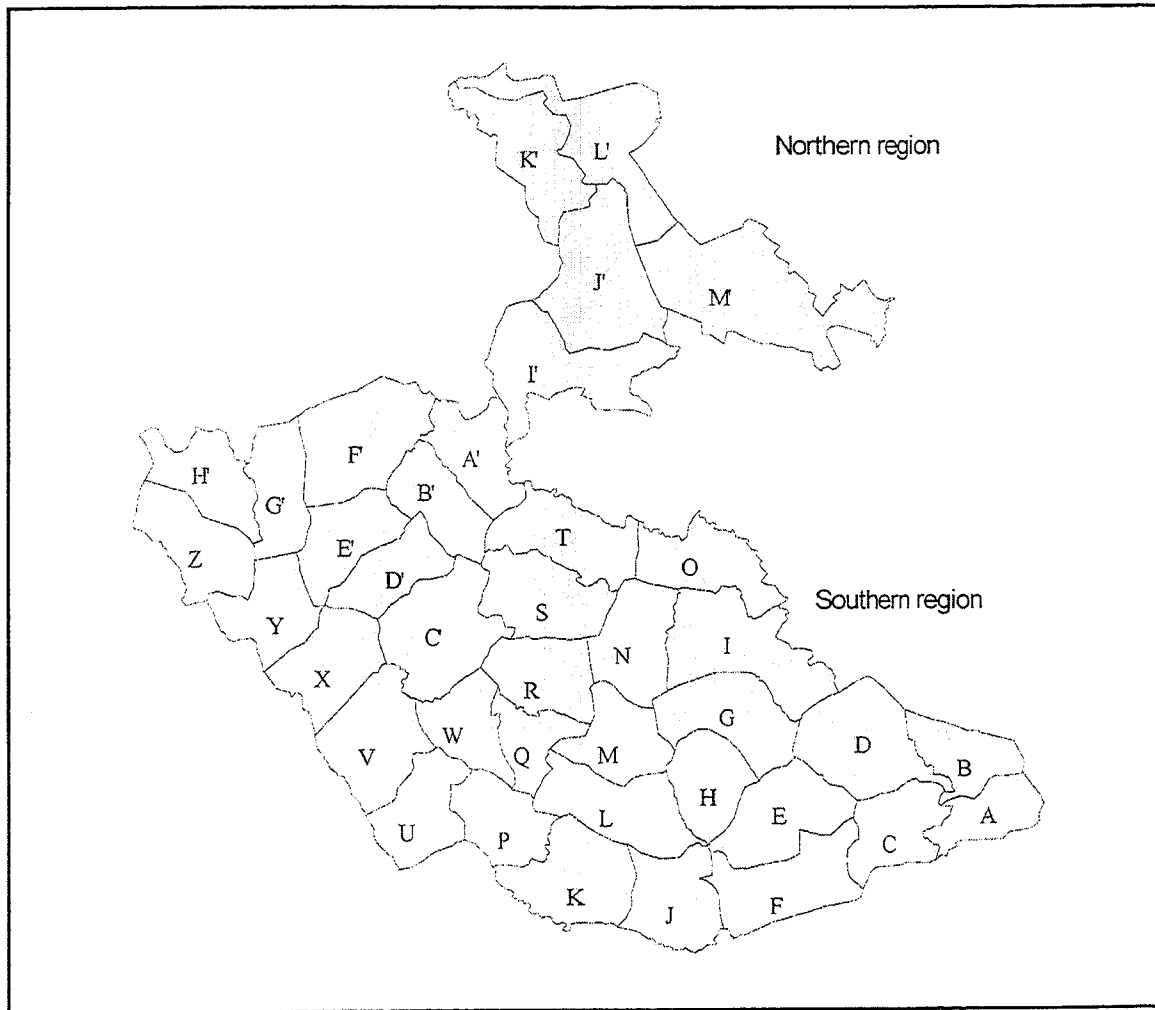 L'
Northern region
K'
J'
M'
I'
F'
A'
H'
B'
G'
T
E'
Z
O
D'
Southern region
S
Y
C'
I
N
X
R
G
W
D
V
Q
M
B
H
L
E
A
U
P
C
K
F
J